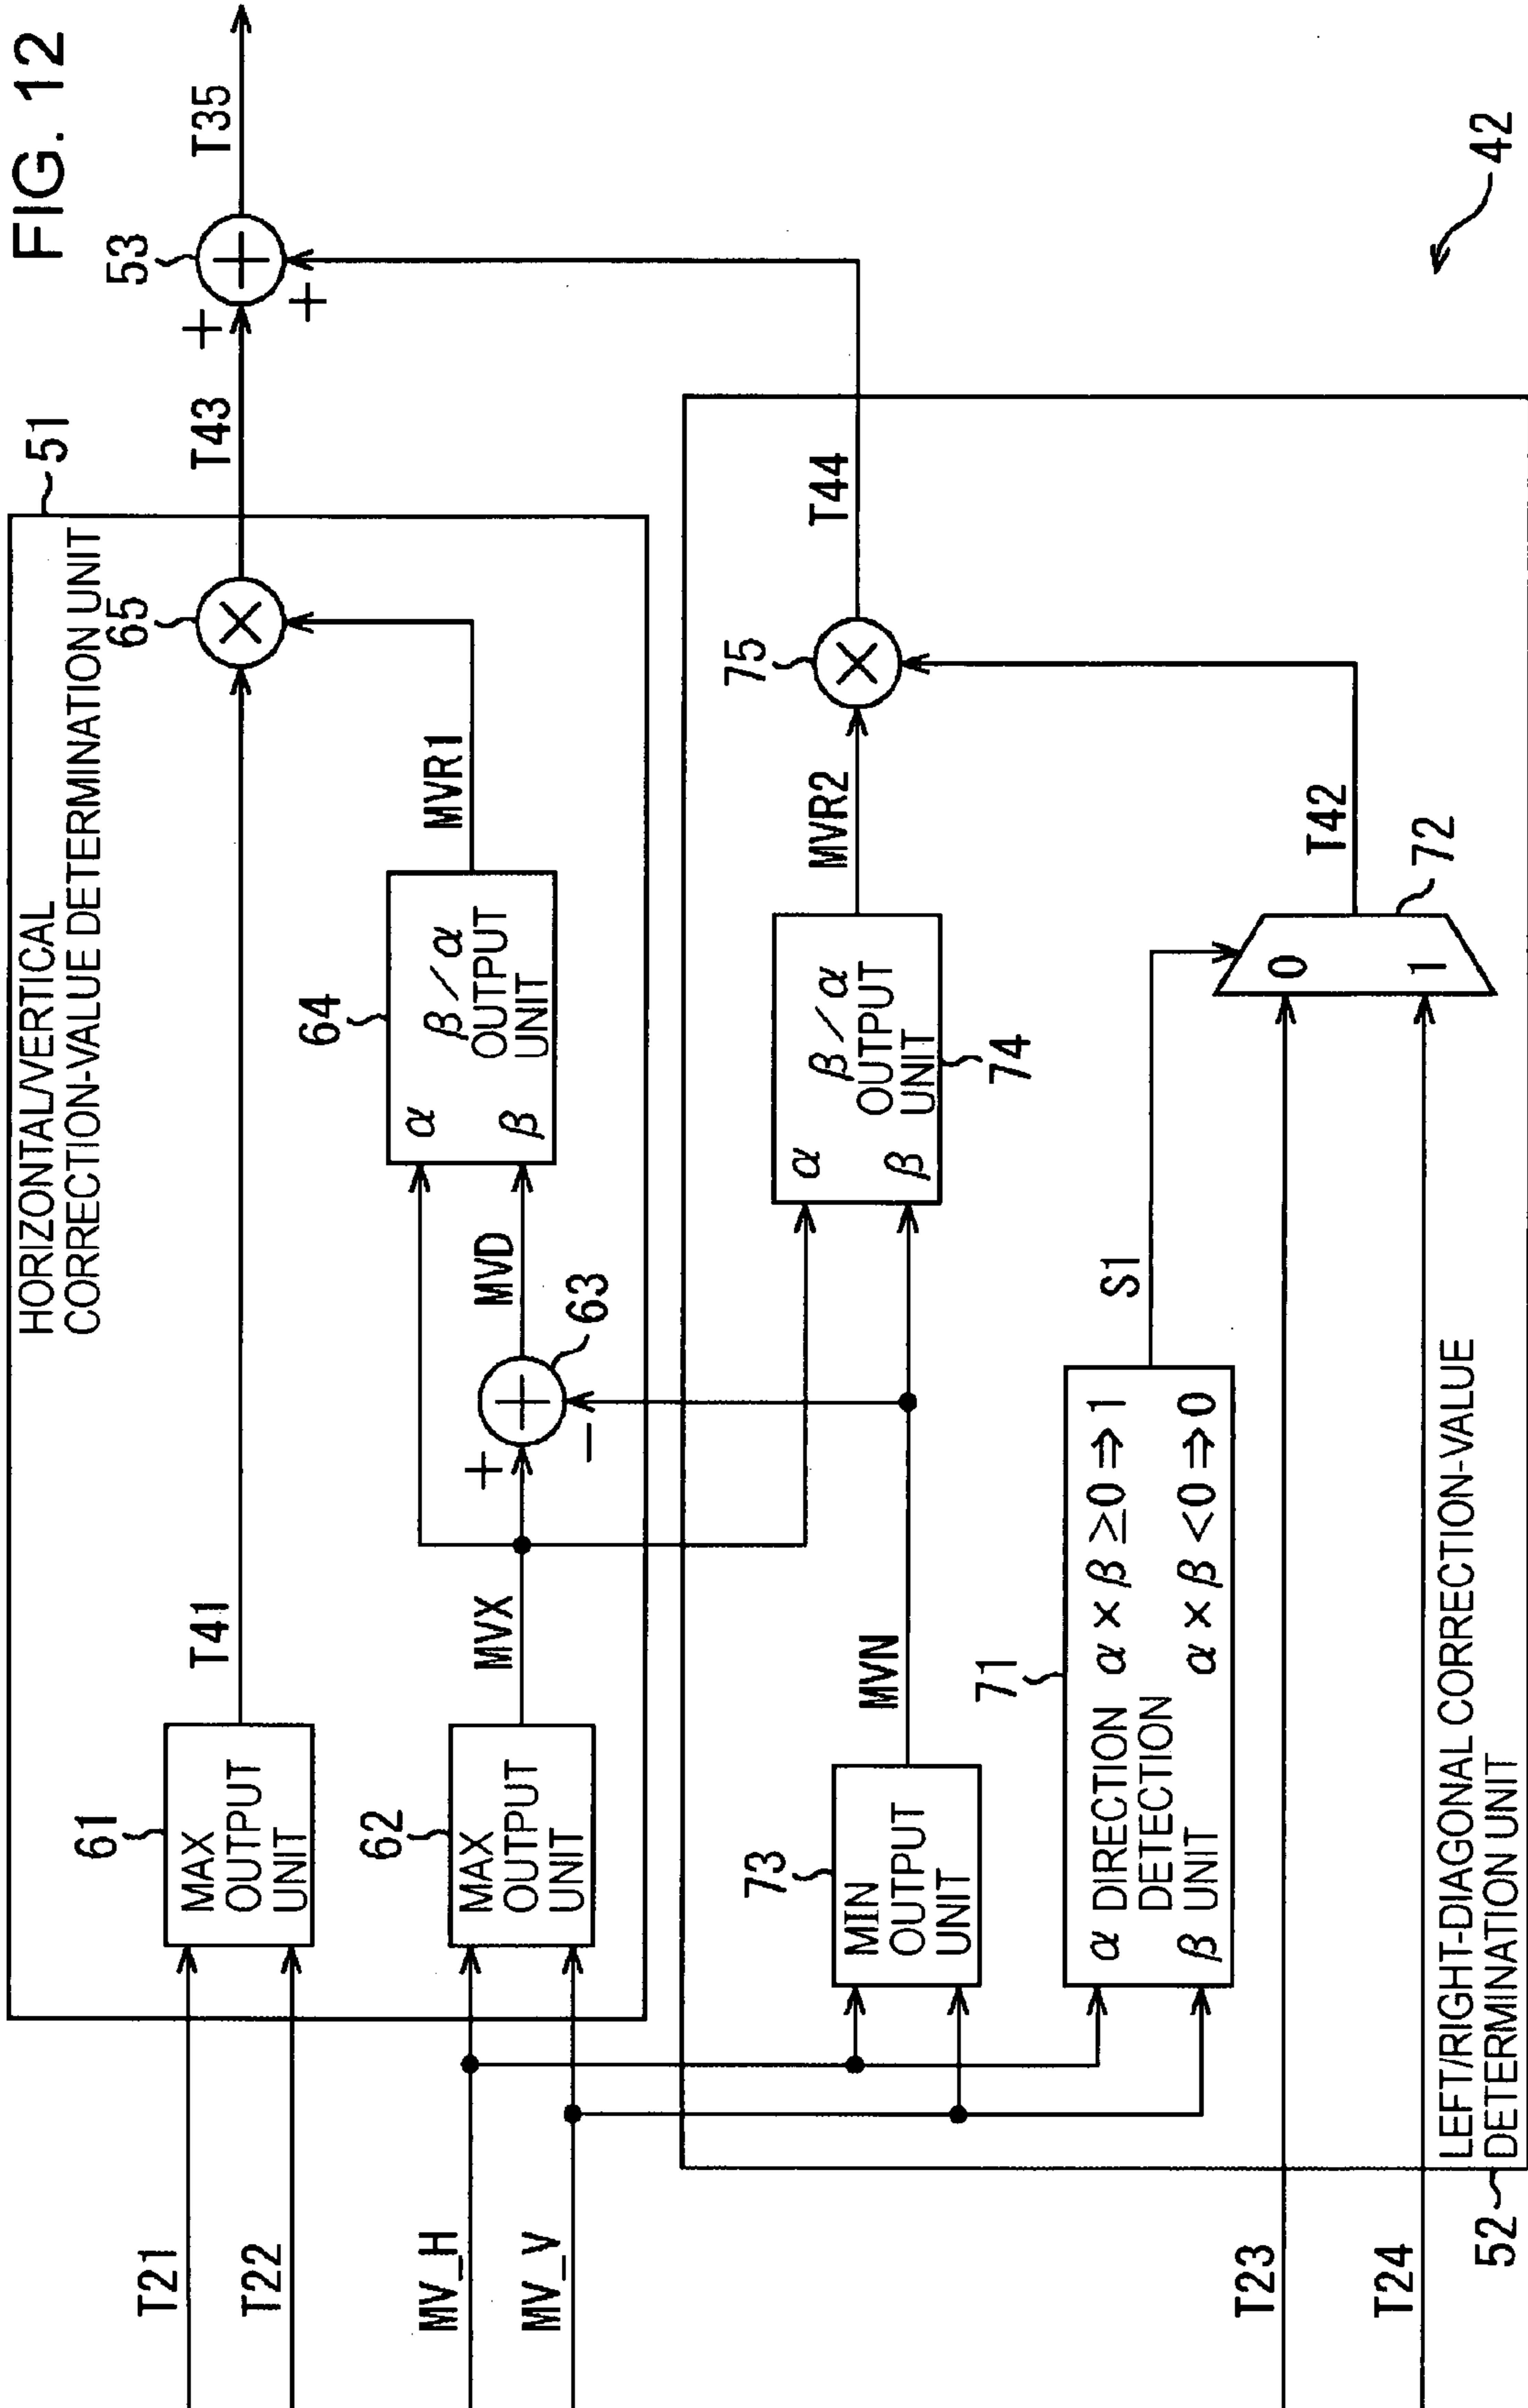 FIG. 12
HORIZONTAL/VERTICAL
CORRECTION-VALUE DETERMINATION UNIT
51
T21
T22
61
MAX
OUTPUT
UNIT
T41
65
×
T43
+
+
53
+
T35
MV_H
MV_V
62
MAX
OUTPUT
UNIT
MVX
+
−
+
63
MVD
64
α
β
β/α
OUTPUT
UNIT
MVR1
73
MIN
OUTPUT
UNIT
MVN
α
β
β/α
OUTPUT
UNIT
74
MVR2
75
×
T44
71
α DIRECTION α×β≥0⇒1
DETECTION
β UNIT α×β<0⇒0
S1
T23
T24
0
1
72
T42
42
LEFT/RIGHT-DIAGONAL CORRECTION-VALUE
DETERMINATION UNIT
52